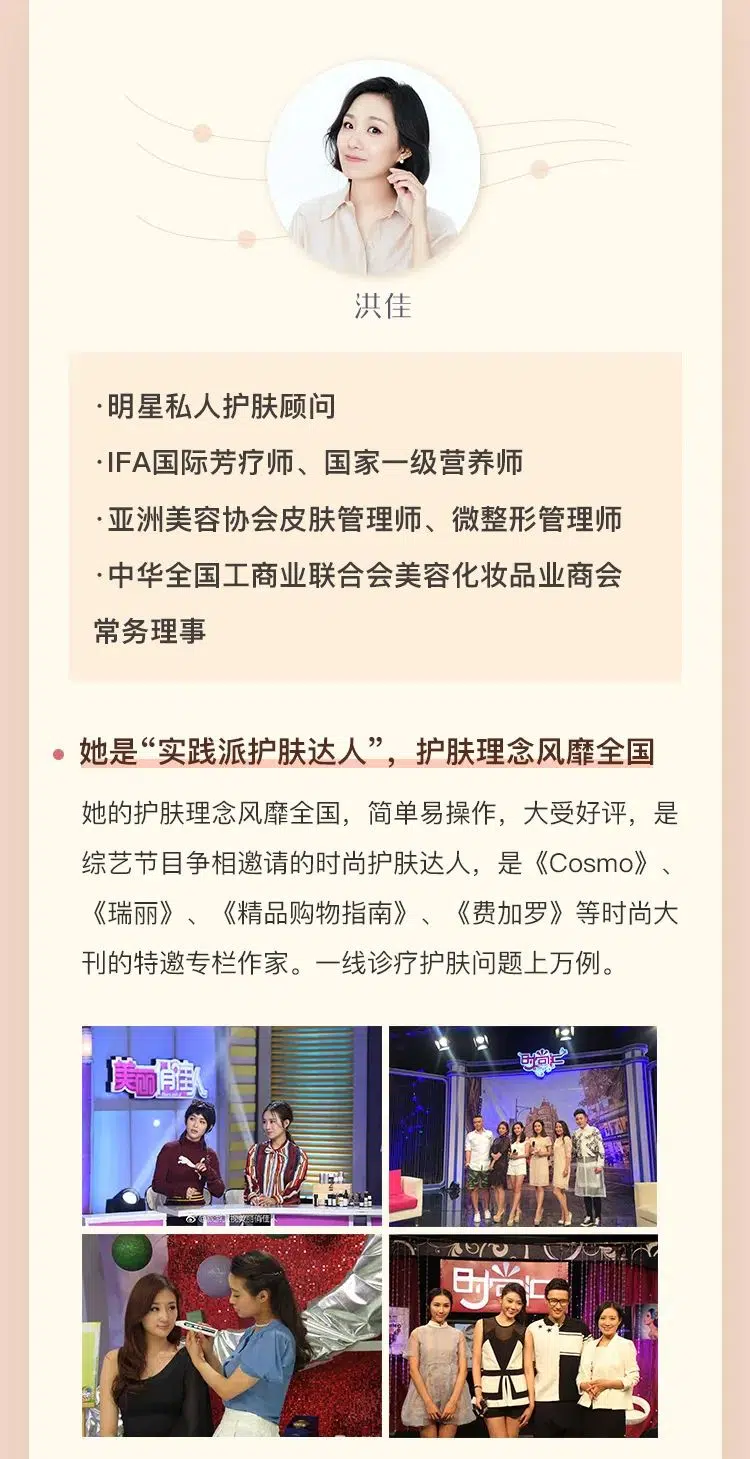 洪佳
·明星私人护肤顾问
·IFA国际芳疗师、国家一级营养师
·亚洲美容协会皮肤管理师、微整形管理师
·中华全国工商业联合会美容化妆品业商会
常务理事
她是“实践派护肤达人”，护肤理念风靡全国
她的护肤理念风靡全国，简单易操作，大受好评，是
综艺节目争相邀请的时尚护肤达人，是《Cosmo》、
《瑞丽》、《精品购物指南》、《费加罗》等时尚大
刊的特邀专栏作家。一线诊疗护肤问题上万例。
美丽俏佳人
时尚汇
时尚汇